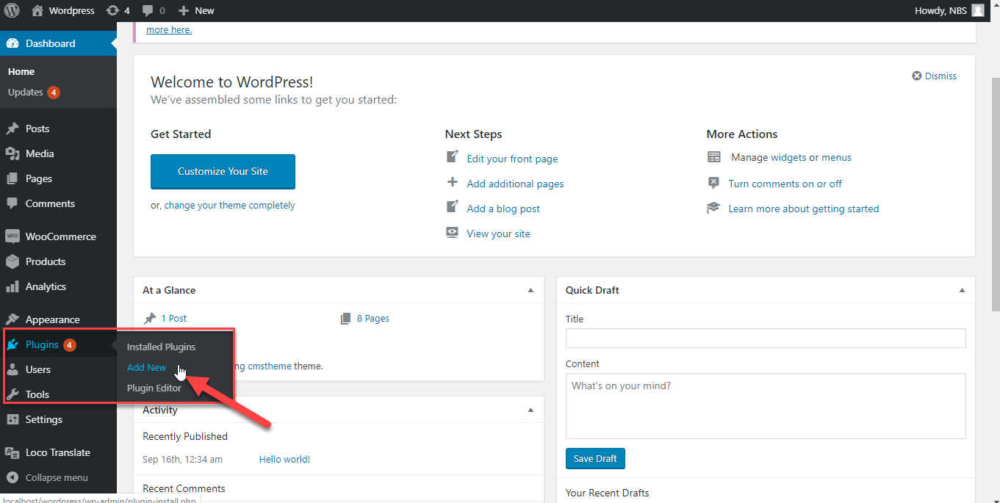 Wordpress 4 0 New Howdy, NBS
more here.
Dashboard
Home
Updates 4
Posts
Media
Pages
Comments
WooCommerce
Products
Analytics
Appearance
Plugins 4
Users
Tools
Settings
Loco Translate
Collapse menu
Installed Plugins
Add New
Plugin Editor
Welcome to WordPress!
We've assembled some links to get you started:
Dismiss
Get Started
Customize Your Site
or, change your theme completely
Next Steps
Edit your front page
Add additional pages
Add a blog post
View your site
More Actions
Manage widgets or menus
Turn comments on or off
Learn more about getting started
At a Glance
1 Post
8 Pages
cmstheme theme.
Activity
Recently Published
Sep 16th, 12:34 am Hello world!
Recent Comments
Quick Draft
Title
Content
What's on your mind?
Save Draft
Your Recent Drafts
localhost/wordpress/wp-admin/plugin-install.php